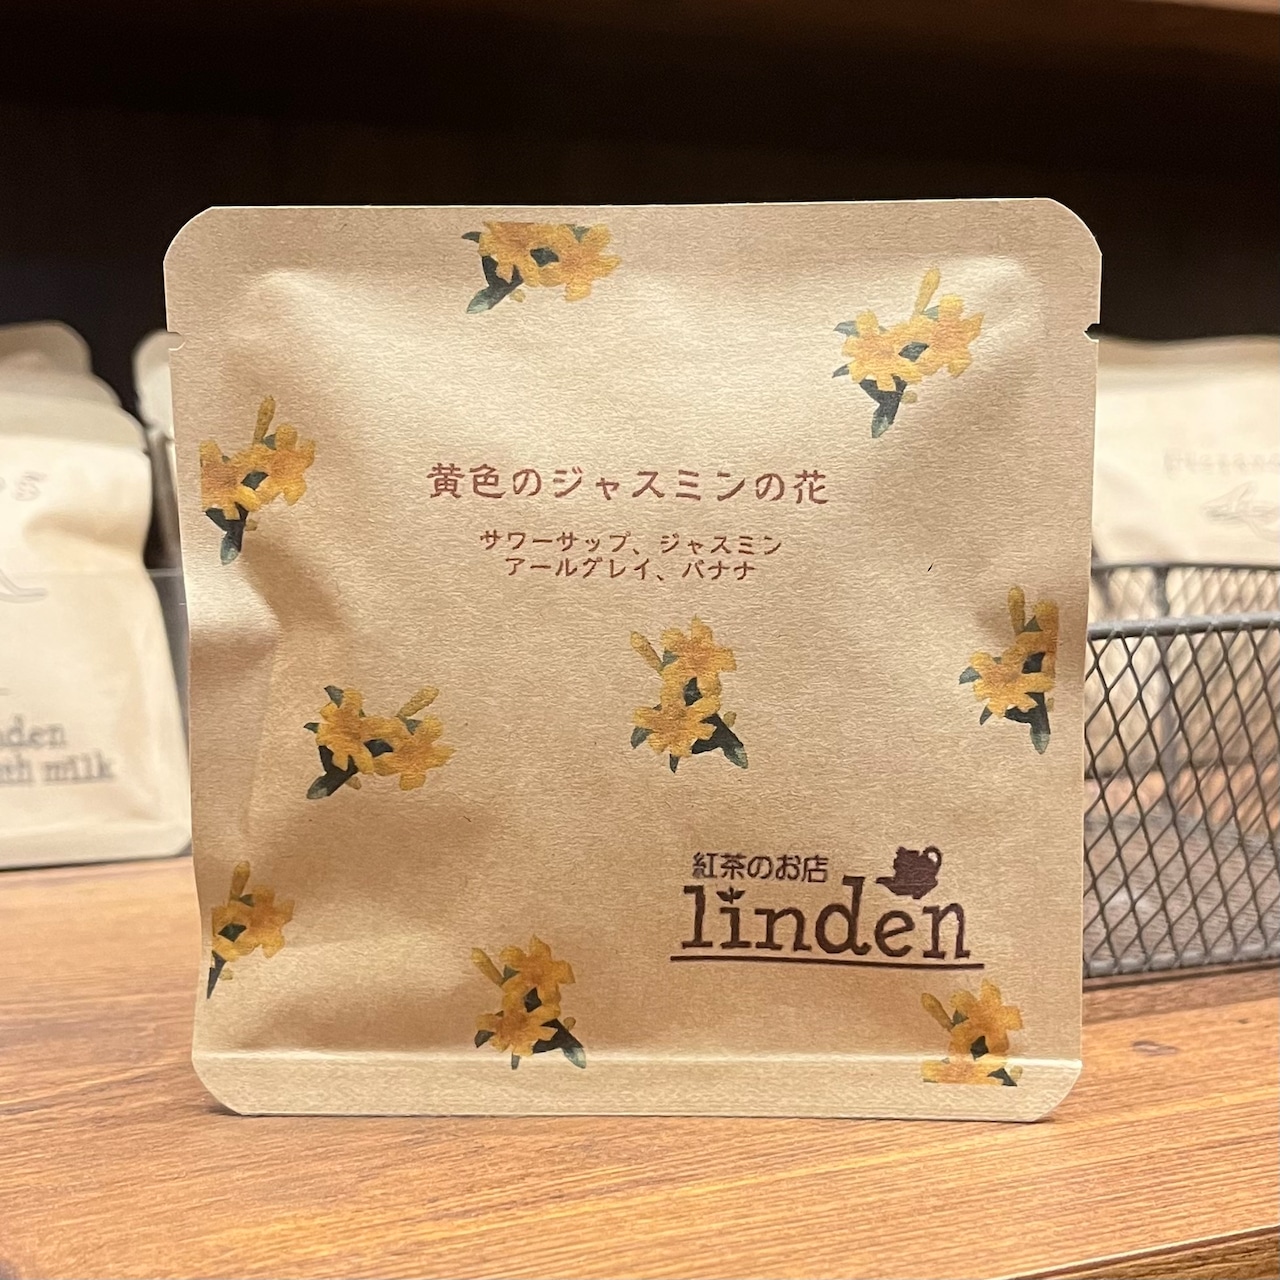 黄色のジャスミンの花
サワーサップ、ジャスミン
アールグレイ、バナナ
紅茶のお店
linden
milk